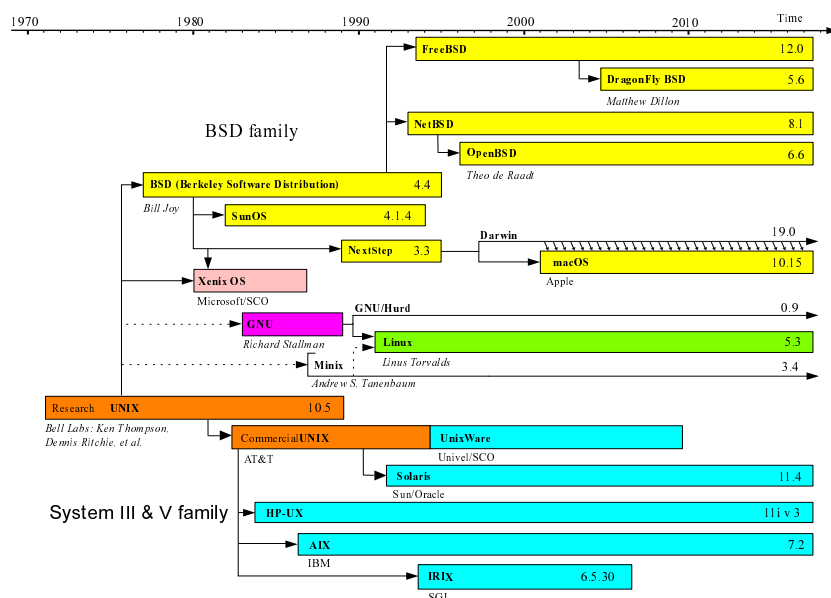 1970 1980 1990 2000 2010 Time
FreeBSD 12.0
DragonFly BSD 5.6
Matthew Dillon
BSD family
NetBSD 8.1
OpenBSD 6.6
Theo de Raadt
BSD (Berkeley Software Distribution) 4.4
Bill Joy
SunOS 4.1.4
Darwin 19.0
NextStep 3.3
macOS 10.15
Apple
Xenix OS
Microsoft/SCO
GNU/Hurd 0.9
GNU
Richard Stallman
Linux 5.3
Linus Torvalds
Minix 3.4
Andrew S. Tanenbaum
Research UNIX 10.5
Bell Labs: Ken Thompson,
Dennis Ritchie, et al.
CommercialUNIX
AT&T
UnixWare
Univel/SCO
Solaris 11.4
Sun/Oracle
System III & V family
HP-UX 11i v 3
AIX 7.2
IBM
IRIX 6.5.30
SGI